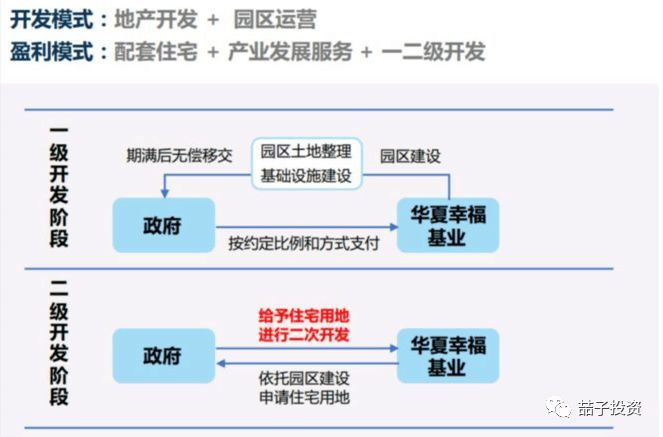 开发模式：地产开发 + 园区运营
盈利模式：配套住宅 + 产业发展服务 + 一二级开发
一级开发阶段
期满后无偿移交
园区土地整理
基础设施建设
园区建设
政府
华夏幸福
基业
按约定比例和方式支付
二级开发阶段
给予住宅用地
进行二次开发
政府
华夏幸福
基业
依托园区建设
申请住宅用地
喆子投资